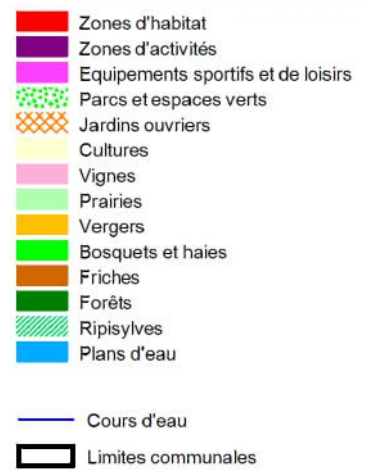 Zones d'habitat
Zones d'activités
Equipements sportifs et de loisirs
Parcs et espaces verts
Jardins ouvriers
Cultures
Vignes
Prairies
Vergers
Bosquets et haies
Friches
Forêts
Ripisylves
Plans d'eau
Cours d'eau
Limites communales